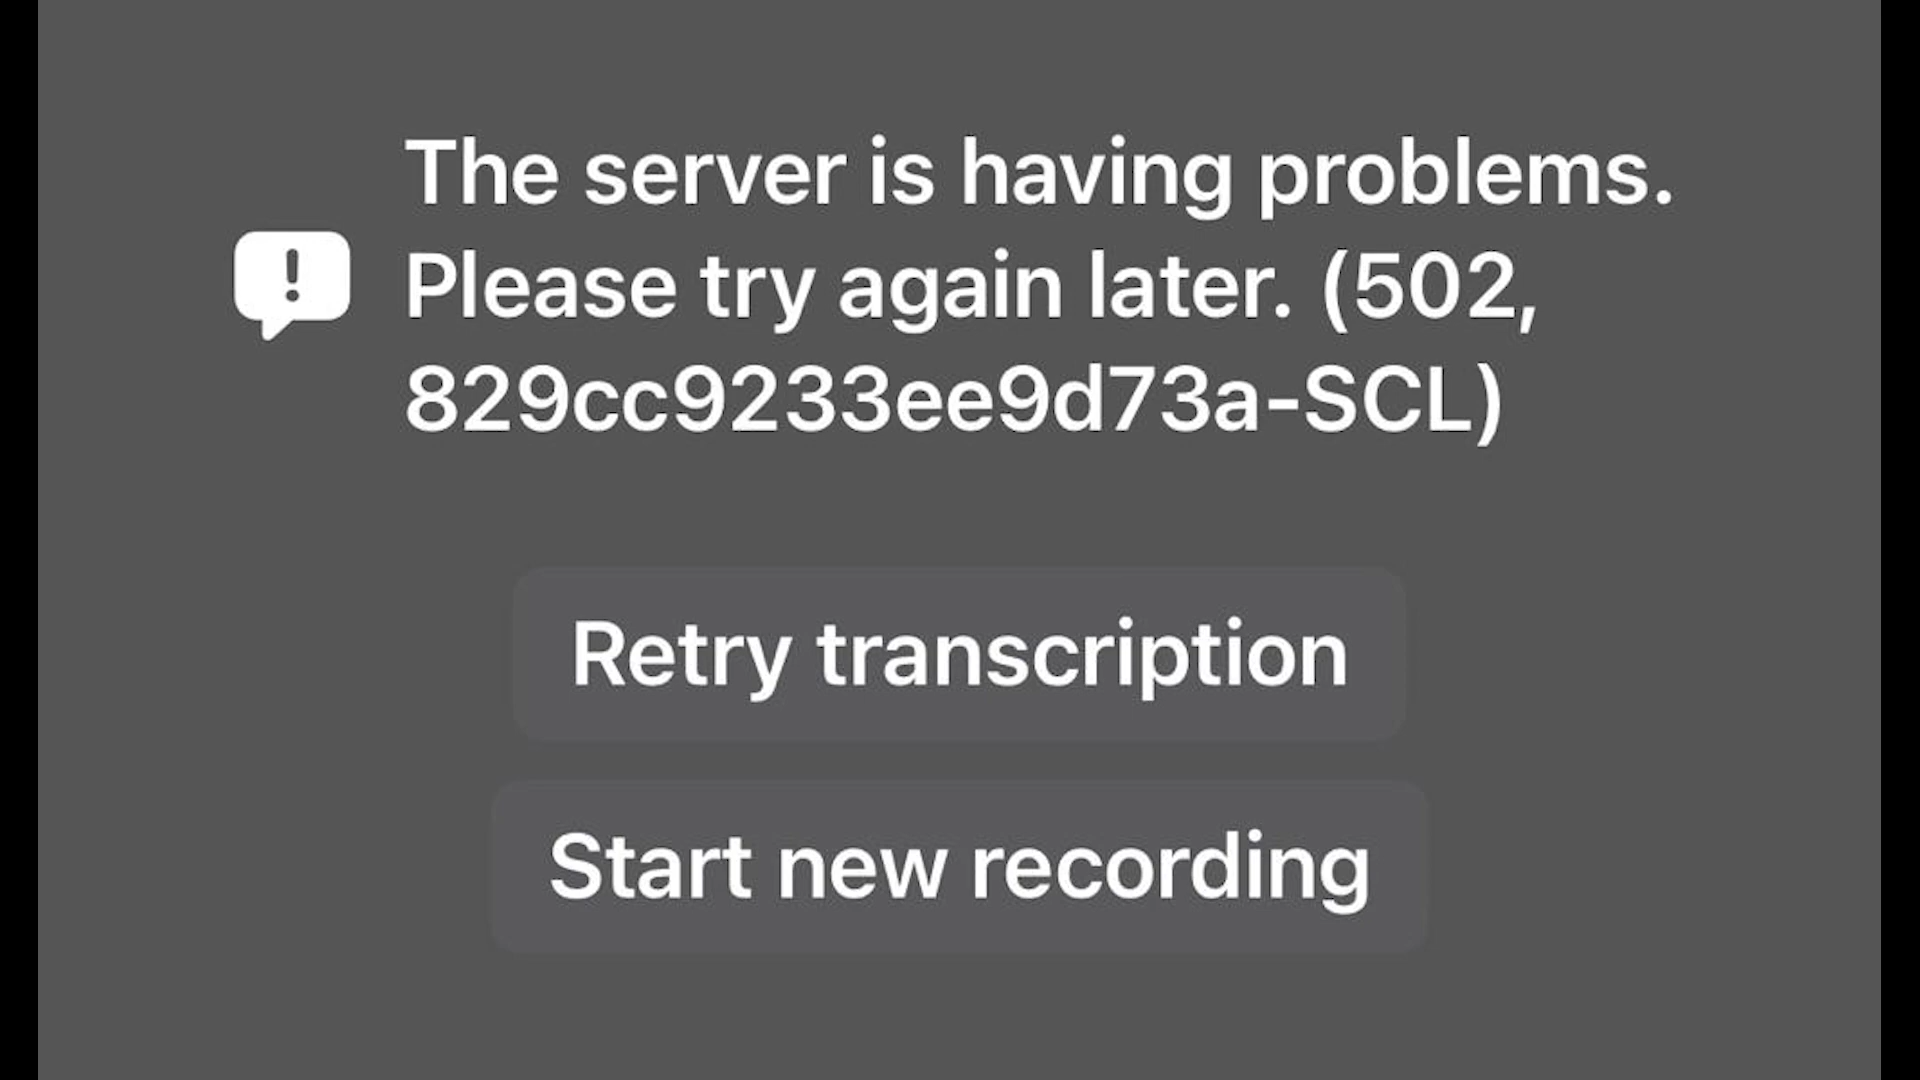 The server is having problems.
Please try again later. (502,
829cc9233ee9d73a-SCL)
Retry transcription
Start new recording